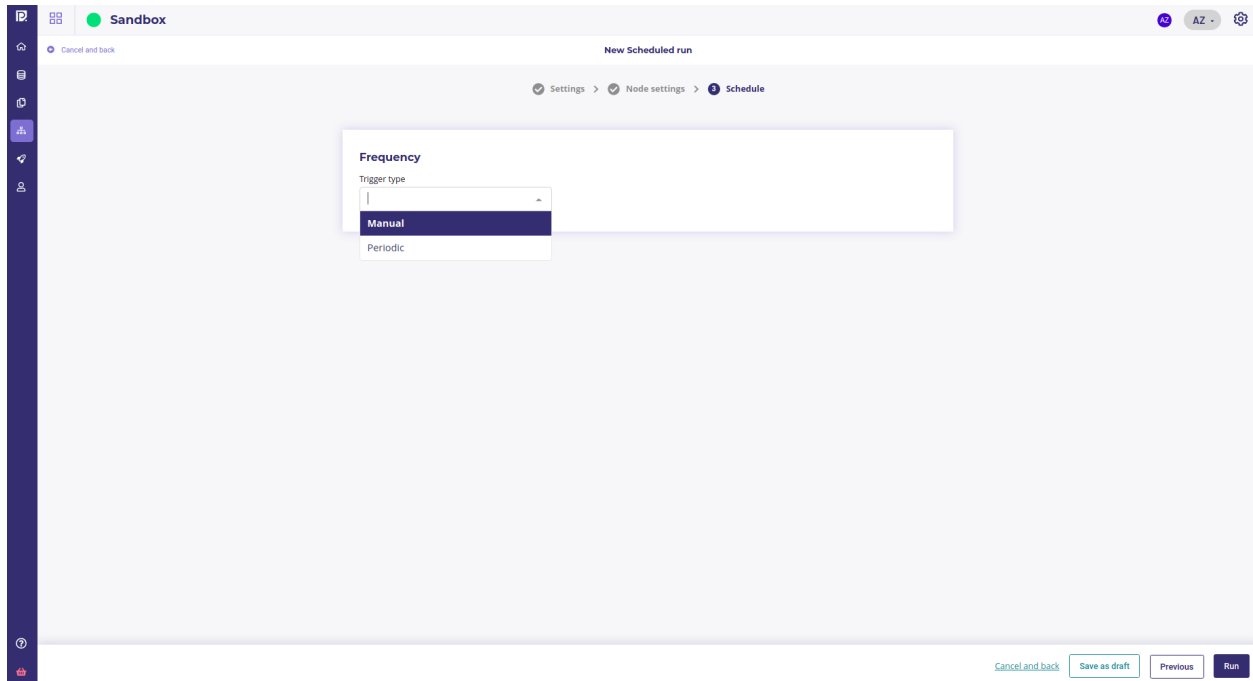 Sandbox
AZ
AZ
Cancel and back
New Scheduled run
Settings
Node settings
3 Schedule
Frequency
Trigger type
Manual
Periodic
Cancel and back
Save as draft
Previous
Run